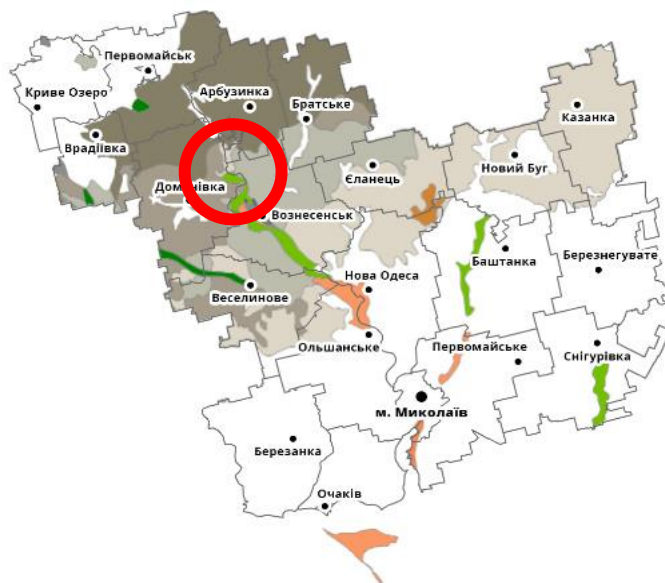 Первомайськ
Криве Озеро
Арбузинка
Братське
Казанка
Врадіївка
Єланець
Новий Буг
Доманівка
Вознесенськ
Баштанка
Березнегувате
Нова Одеса
Веселинове
Ольшанське
Первомайське
Снігурівка
м. Миколаїв
Березанка
Очаків